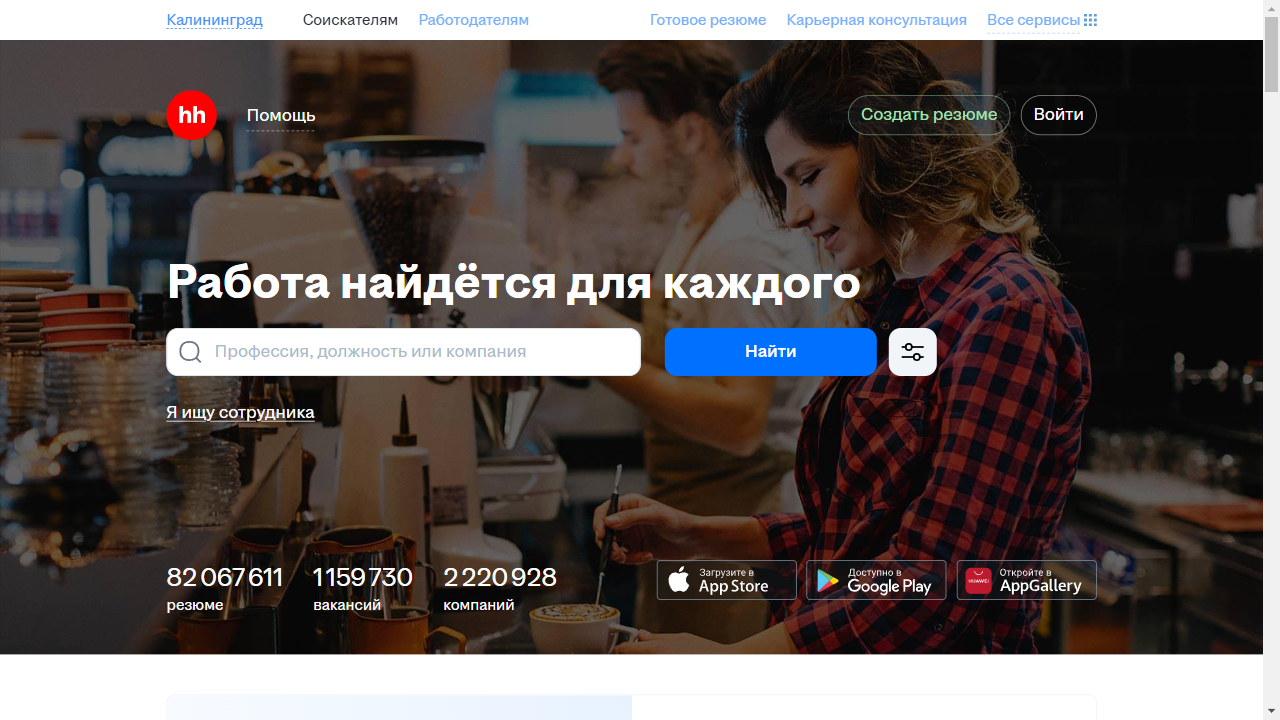 Калининград Соискателям Работодателям Готовое резюме Карьерная консультация Все сервисы
hh Помощь Создать резюме Войти
Работа найдётся для каждого
Профессия, должность или компания Найти
Я ищу сотрудника
82 067 611 1 159 730 2 220 928
резюме вакансий компаний
Загрузите в App Store
Доступно в Google Play
HUAWEI Откройте в AppGallery